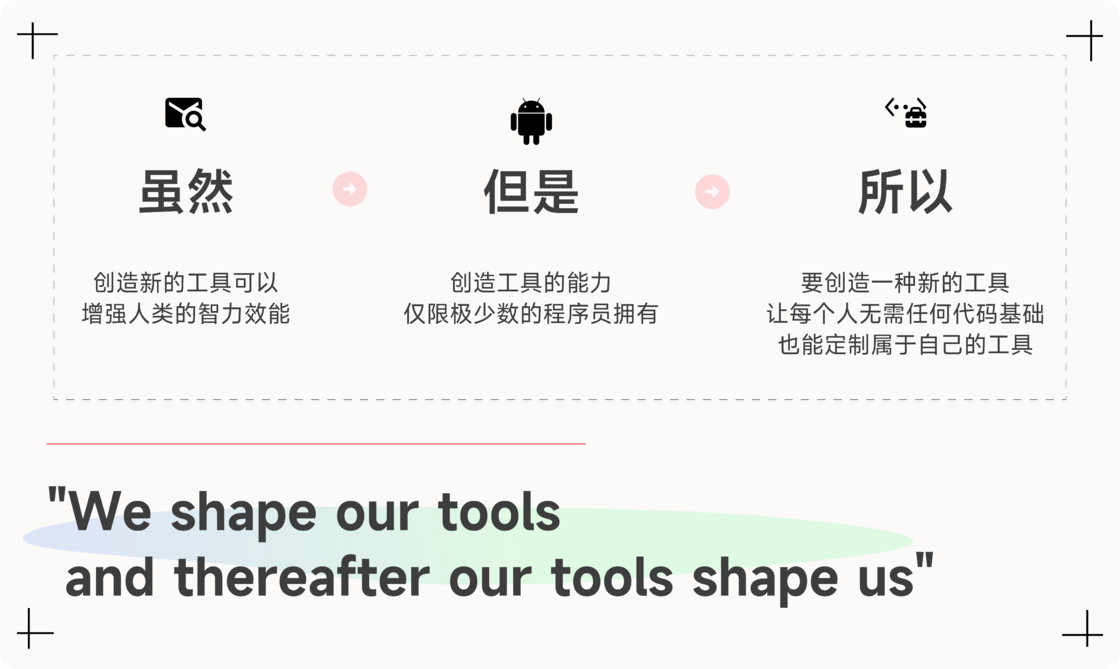 虽然
创造新的工具可以
增强人类的智力效能
但是
创造工具的能力
仅限极少数的程序员拥有
所以
要创造一种新的工具
让每个人无需任何代码基础
也能定制属于自己的工具
"We shape our tools
and thereafter our tools shape us"